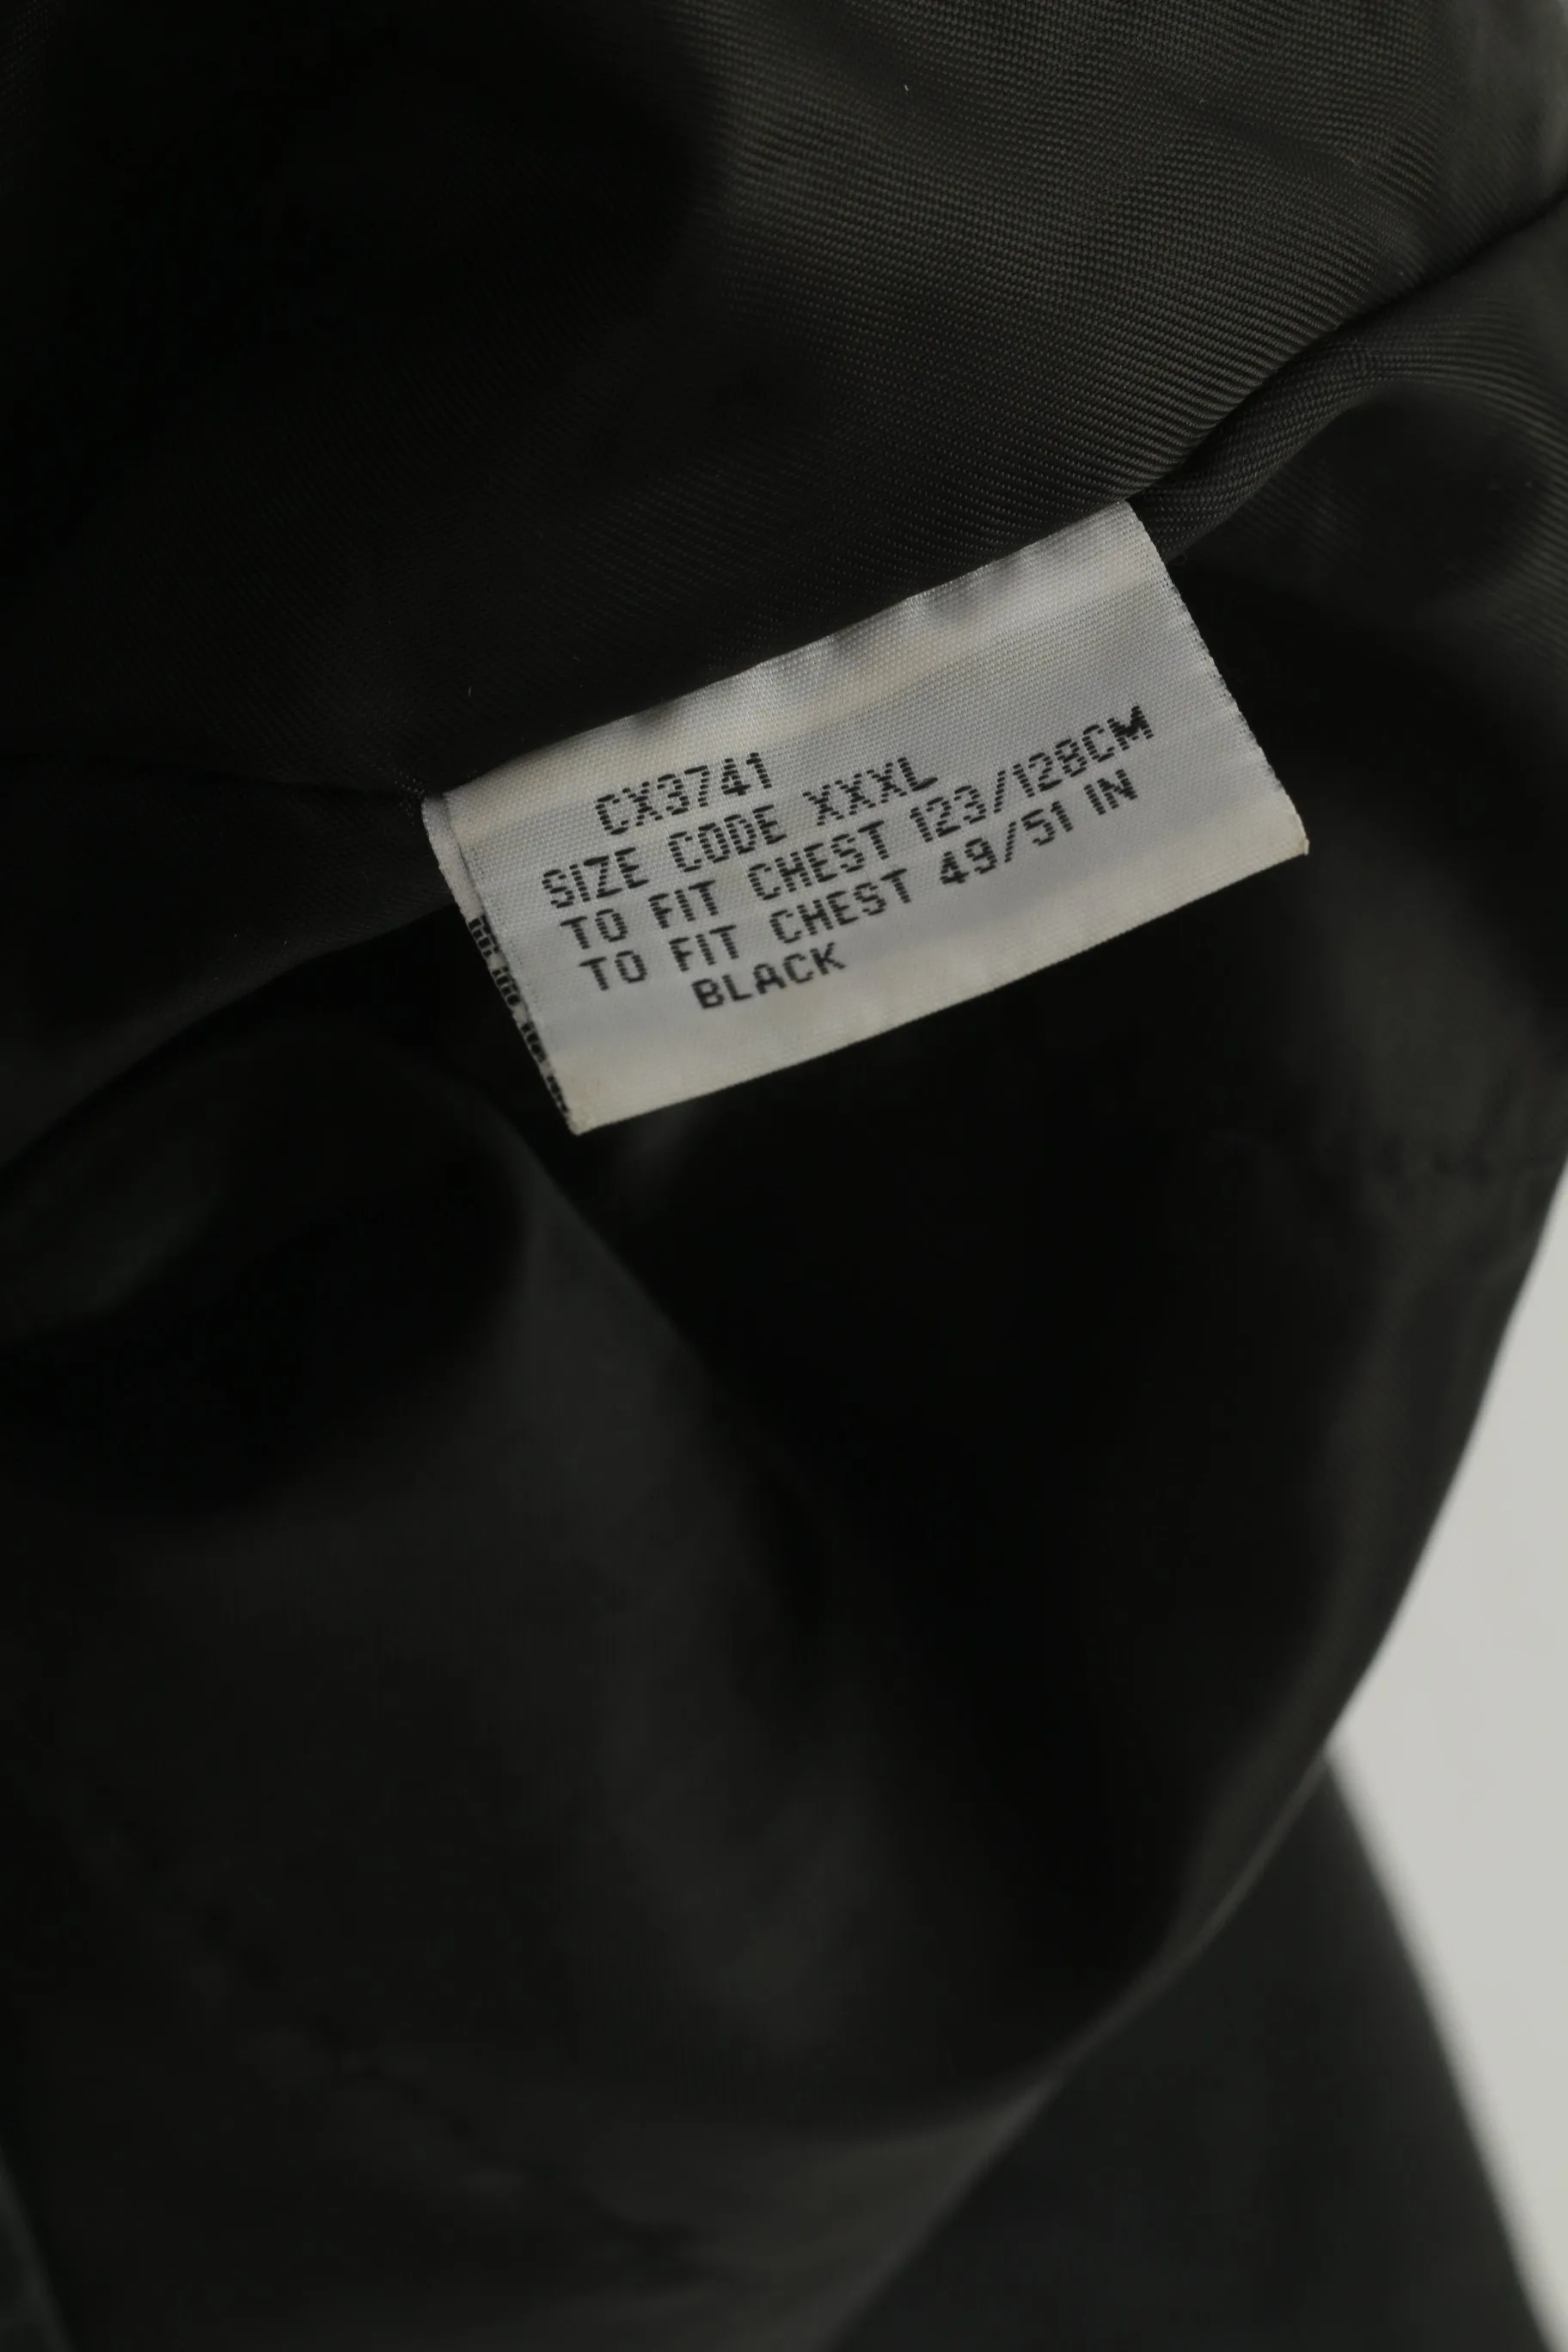 CX3741
SIZE CODE XXXL
TO FIT CHEST 123/128CM
TO FIT CHEST 49/51 IN
BLACK